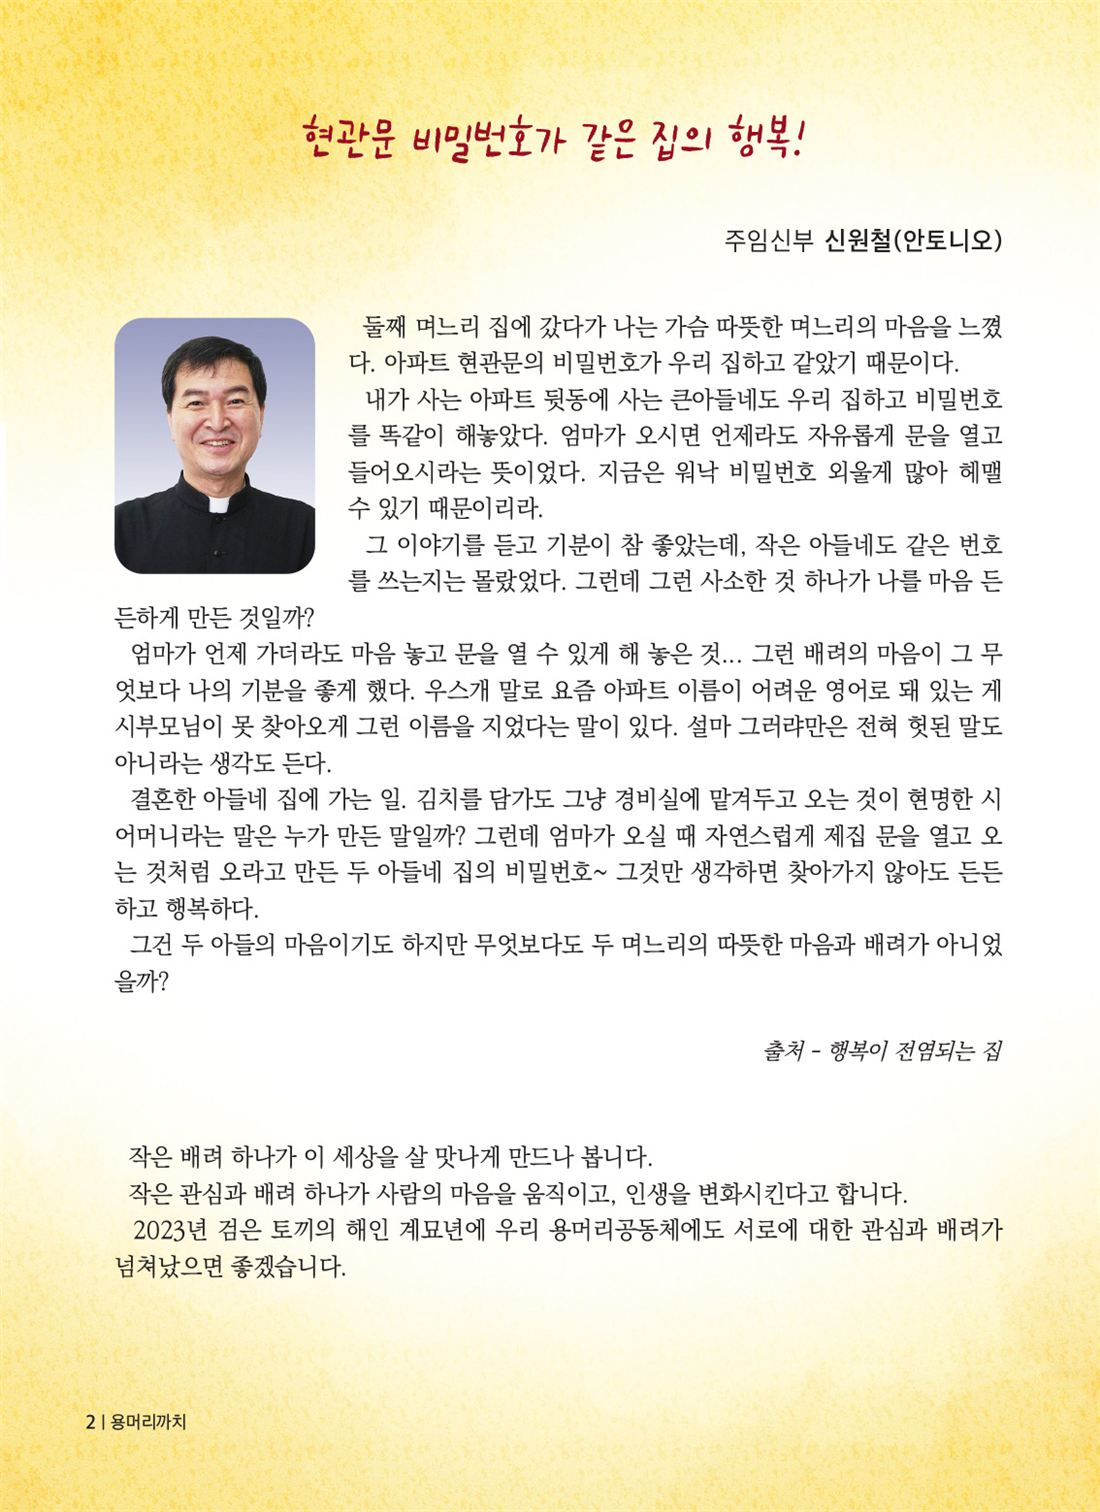 현관문 비밀번호가 같은 집의 행복!
주임신부 신원철(안토니오)
둘째 며느리 집에 갔다가 나는 가슴 따뜻한 며느리의 마음을 느꼈
다. 아파트 현관문의 비밀번호가 우리 집하고 같았기 때문이다.
내가 사는 아파트 뒷동에 사는 큰아들네도 우리 집하고 비밀번호
를 똑같이 해놓았다. 엄마가 오시면 언제라도 자유롭게 문을 열고
들어오시라는 뜻이었다. 지금은 워낙 비밀번호 외울게 많아 헤맬
수 있기 때문이리라.
그 이야기를 듣고 기분이 참 좋았는데, 작은 아들네도 같은 번호
를 쓰는지는 몰랐었다. 그런데 그런 사소한 것 하나가 나를 마음 든
든하게 만든 것일까?
엄마가 언제 가더라도 마음 놓고 문을 열 수 있게 해 놓은 것... 그런 배려의 마음이 그 무
엇보다 나의 기분을 좋게 했다. 우스개 말로 요즘 아파트 이름이 어려운 영어로 돼 있는 게
시부모님이 못 찾아오게 그런 이름을 지었다는 말이 있다. 설마 그러랴만은 전혀 헛된 말도
아니라는 생각도 든다.
결혼한 아들네 집에 가는 일. 김치를 담가도 그냥 경비실에 맡겨두고 오는 것이 현명한 시
어머니라는 말은 누가 만든 말일까? 그런데 엄마가 오실 때 자연스럽게 제집 문을 열고 오
는 것처럼 오라고 만든 두 아들네 집의 비밀번호~ 그것만 생각하면 찾아가지 않아도 든든
하고 행복하다.
그건 두 아들의 마음이기도 하지만 무엇보다도 두 며느리의 따뜻한 마음과 배려가 아니었
을까?
출처 - 행복이 전염되는 집
작은 배려 하나가 이 세상을 살 맛나게 만드나 봅니다.
작은 관심과 배려 하나가 사람의 마음을 움직이고, 인생을 변화시킨다고 합니다.
2023년 검은 토끼의 해인 계묘년에 우리 용머리공동체에도 서로에 대한 관심과 배려가
넘쳐났으면 좋겠습니다.
2 | 용머리까치